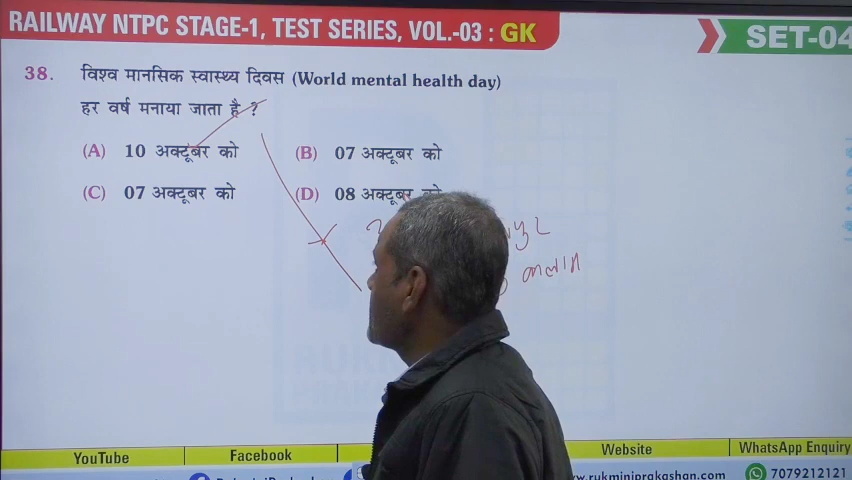 RAILWAY NTPC STAGE-1, TEST SERIES, VOL.-03 : GK
SET-04
38. विश्व मानसिक स्वास्थ्य दिवस (World mental health day)
हर वर्ष मनाया जाता है ?
(A) 10 अक्टूबर को (B) 07 अक्टूबर को
(C) 07 अक्टूबर को (D) 08 अक्टूबर को
कलाम
YouTube Facebook Website WhatsApp Enquiry
www.rukminiprakashan.com 7079212121